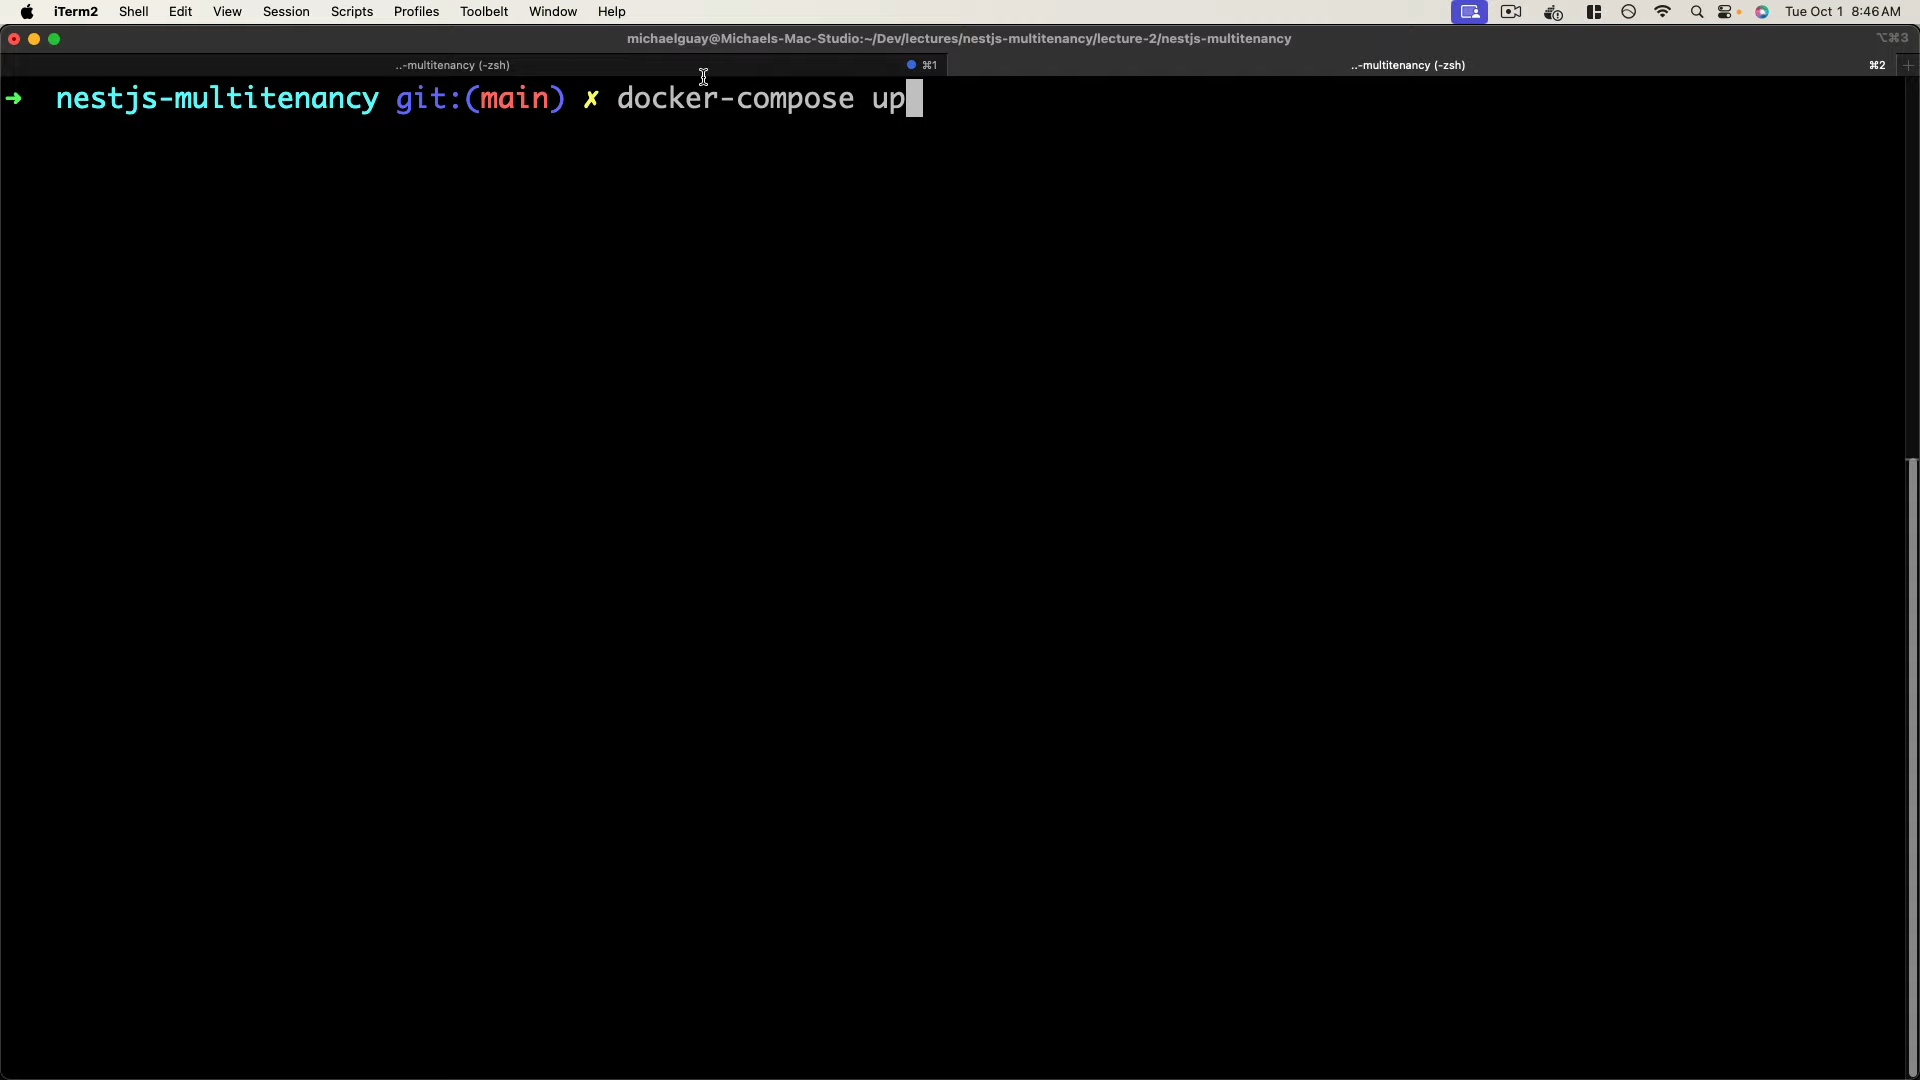 iTerm2 Shell Edit View Session Scripts Profiles Toolbelt Window Help Tue Oct 1 8:46 AM
michaelguay@Michaels-Mac-Studio:~/Dev/lectures/nestjs-multitenancy/lecture-2/nestjs-multitenancy ⌥⌘3
..-multitenancy (-zsh) ⌘1 ..-multitenancy (-zsh) ⌘2
➜ nestjs-multitenancy git:(main) ✗ docker-compose up